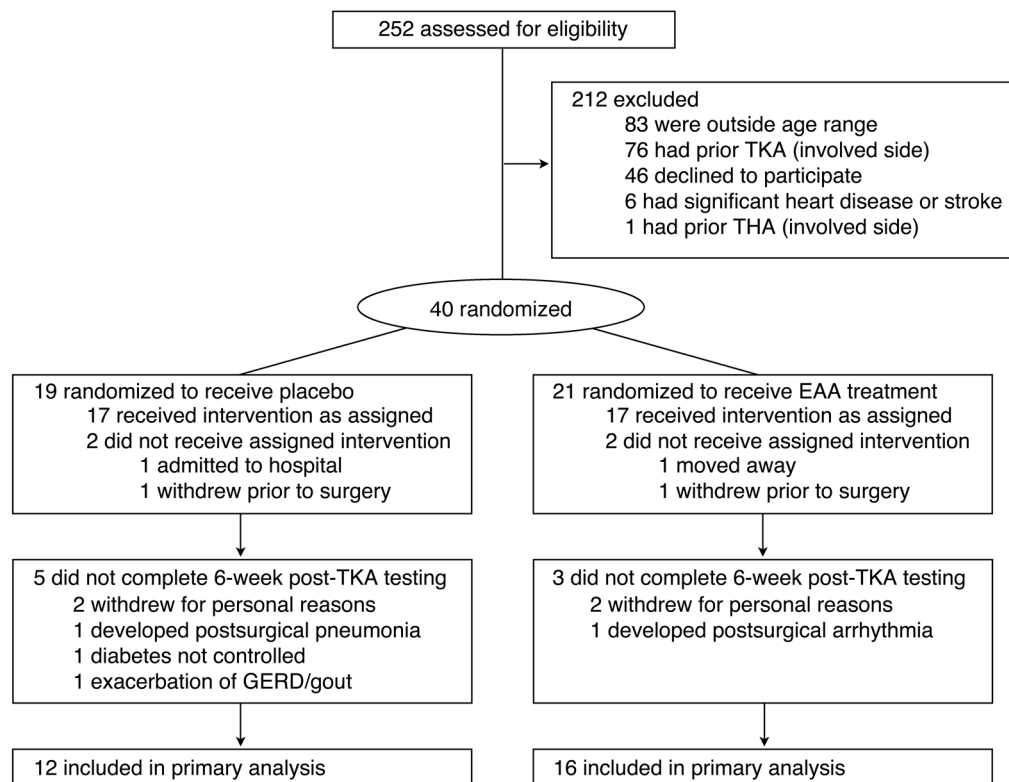 252 assessed for eligibility
212 excluded
83 were outside age range
76 had prior TKA (involved side)
46 declined to participate
6 had significant heart disease or stroke
1 had prior THA (involved side)
40 randomized
19 randomized to receive placebo
17 received intervention as assigned
2 did not receive assigned intervention
1 admitted to hospital
1 withdrew prior to surgery
21 randomized to receive EAA treatment
17 received intervention as assigned
2 did not receive assigned intervention
1 moved away
1 withdrew prior to surgery
5 did not complete 6-week post-TKA testing
2 withdrew for personal reasons
1 developed postsurgical pneumonia
1 diabetes not controlled
1 exacerbation of GERD/gout
3 did not complete 6-week post-TKA testing
2 withdrew for personal reasons
1 developed postsurgical arrhythmia
12 included in primary analysis
16 included in primary analysis